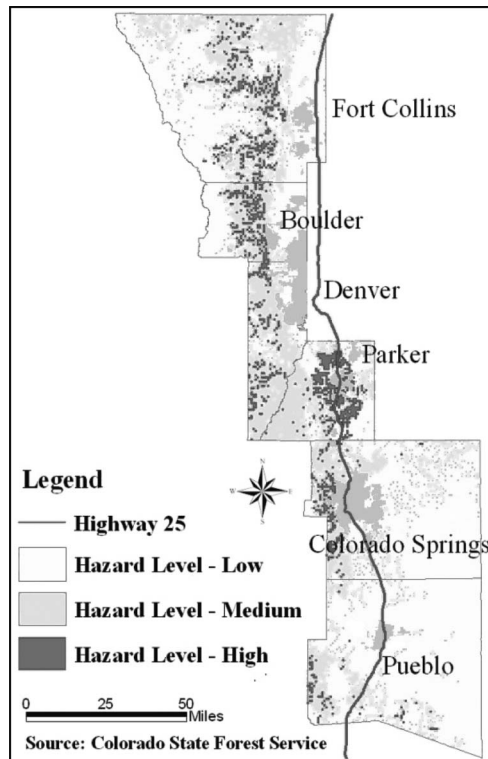 Fort Collins
Boulder
Denver
Parker
Colorado Springs
Pueblo
Legend
N
W
E
S
Highway 25
Hazard Level - Low
Hazard Level - Medium
Hazard Level - High
0 25 50
Miles
Source: Colorado State Forest Service